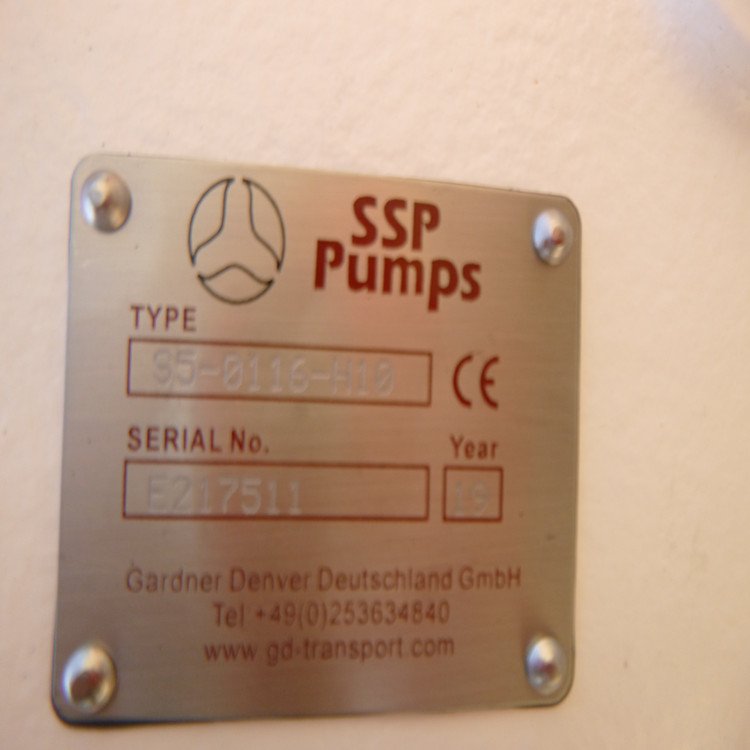 SSP
Pumps
TYPE
S5-0116-H10
CE
SERIAL No.
Year
E217511
19
Gardner Denver Deutschland GmbH
Tel +49(0)253634840
www.gd-transport.com